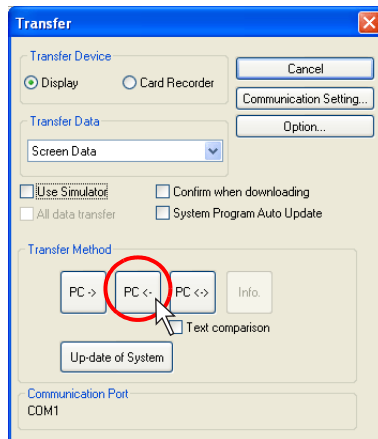 Transfer
Transfer Device
Display
Card Recorder
Cancel
Communication Setting...
Option...
Transfer Data
Screen Data
Use Simulator
Confirm when downloading
All data transfer
System Program Auto Update
Transfer Method
PC ->
PC <-
PC <->
Info.
Text comparison
Up-date of System
Communication Port
COM1